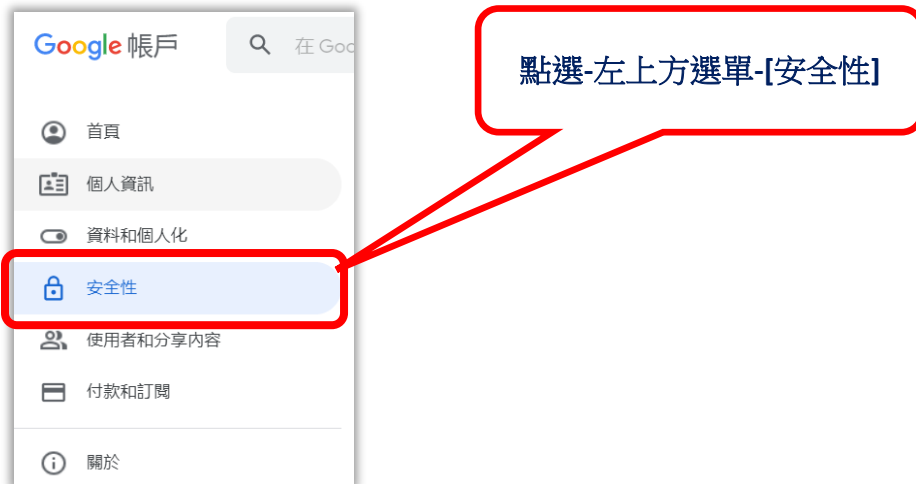 Google 帳戶
在 Goo
點選-左上方選單-[安全性]
首頁
個人資訊
資料和個人化
安全性
使用者和分享內容
付款和訂閱
關於